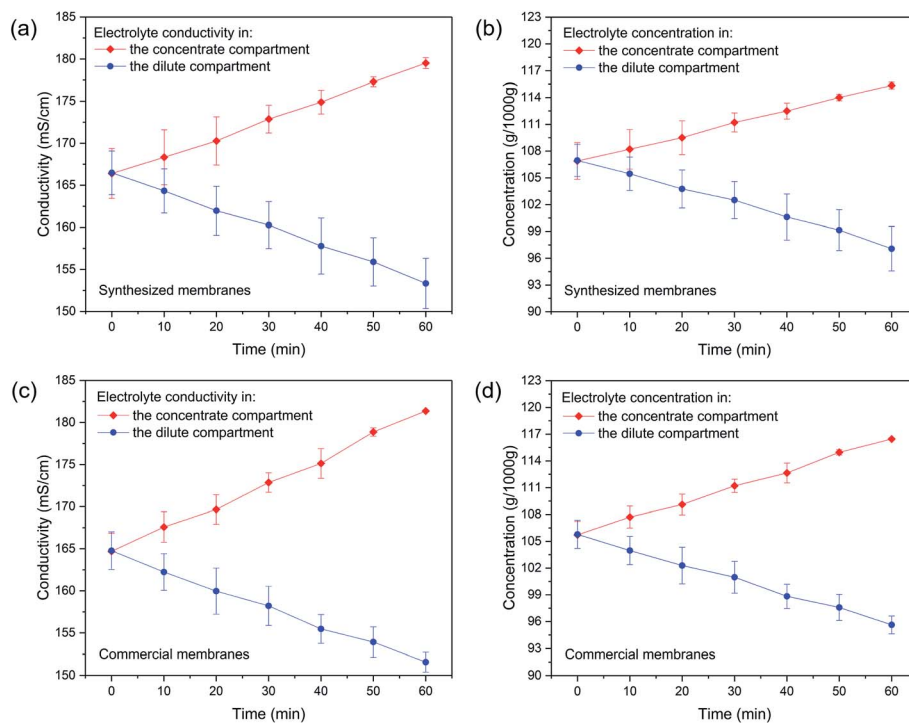 (a)
Electrolyte conductivity in:
the concentrate compartment
the dilute compartment
Conductivity (mS/cm)
185
180
175
170
165
160
155
150
Synthesized membranes
0 10 20 30 40 50 60
Time (min)
(b)
Electrolyte concentration in:
the concentrate compartment
the dilute compartment
Concentration (g/1000g)
123
120
117
114
111
108
105
102
99
96
93
90
Synthesized membranes
0 10 20 30 40 50 60
Time (min)
(c)
Electrolyte conductivity in:
the concentrate compartment
the dilute compartment
Conductivity (mS/cm)
185
180
175
170
165
160
155
150
Commercial membranes
0 10 20 30 40 50 60
Time (min)
(d)
Electrolyte concentration in:
the concentrate compartment
the dilute compartment
Concentration (g/1000g)
123
120
117
114
111
108
105
102
99
96
93
90
Commercial membranes
0 10 20 30 40 50 60
Time (min)